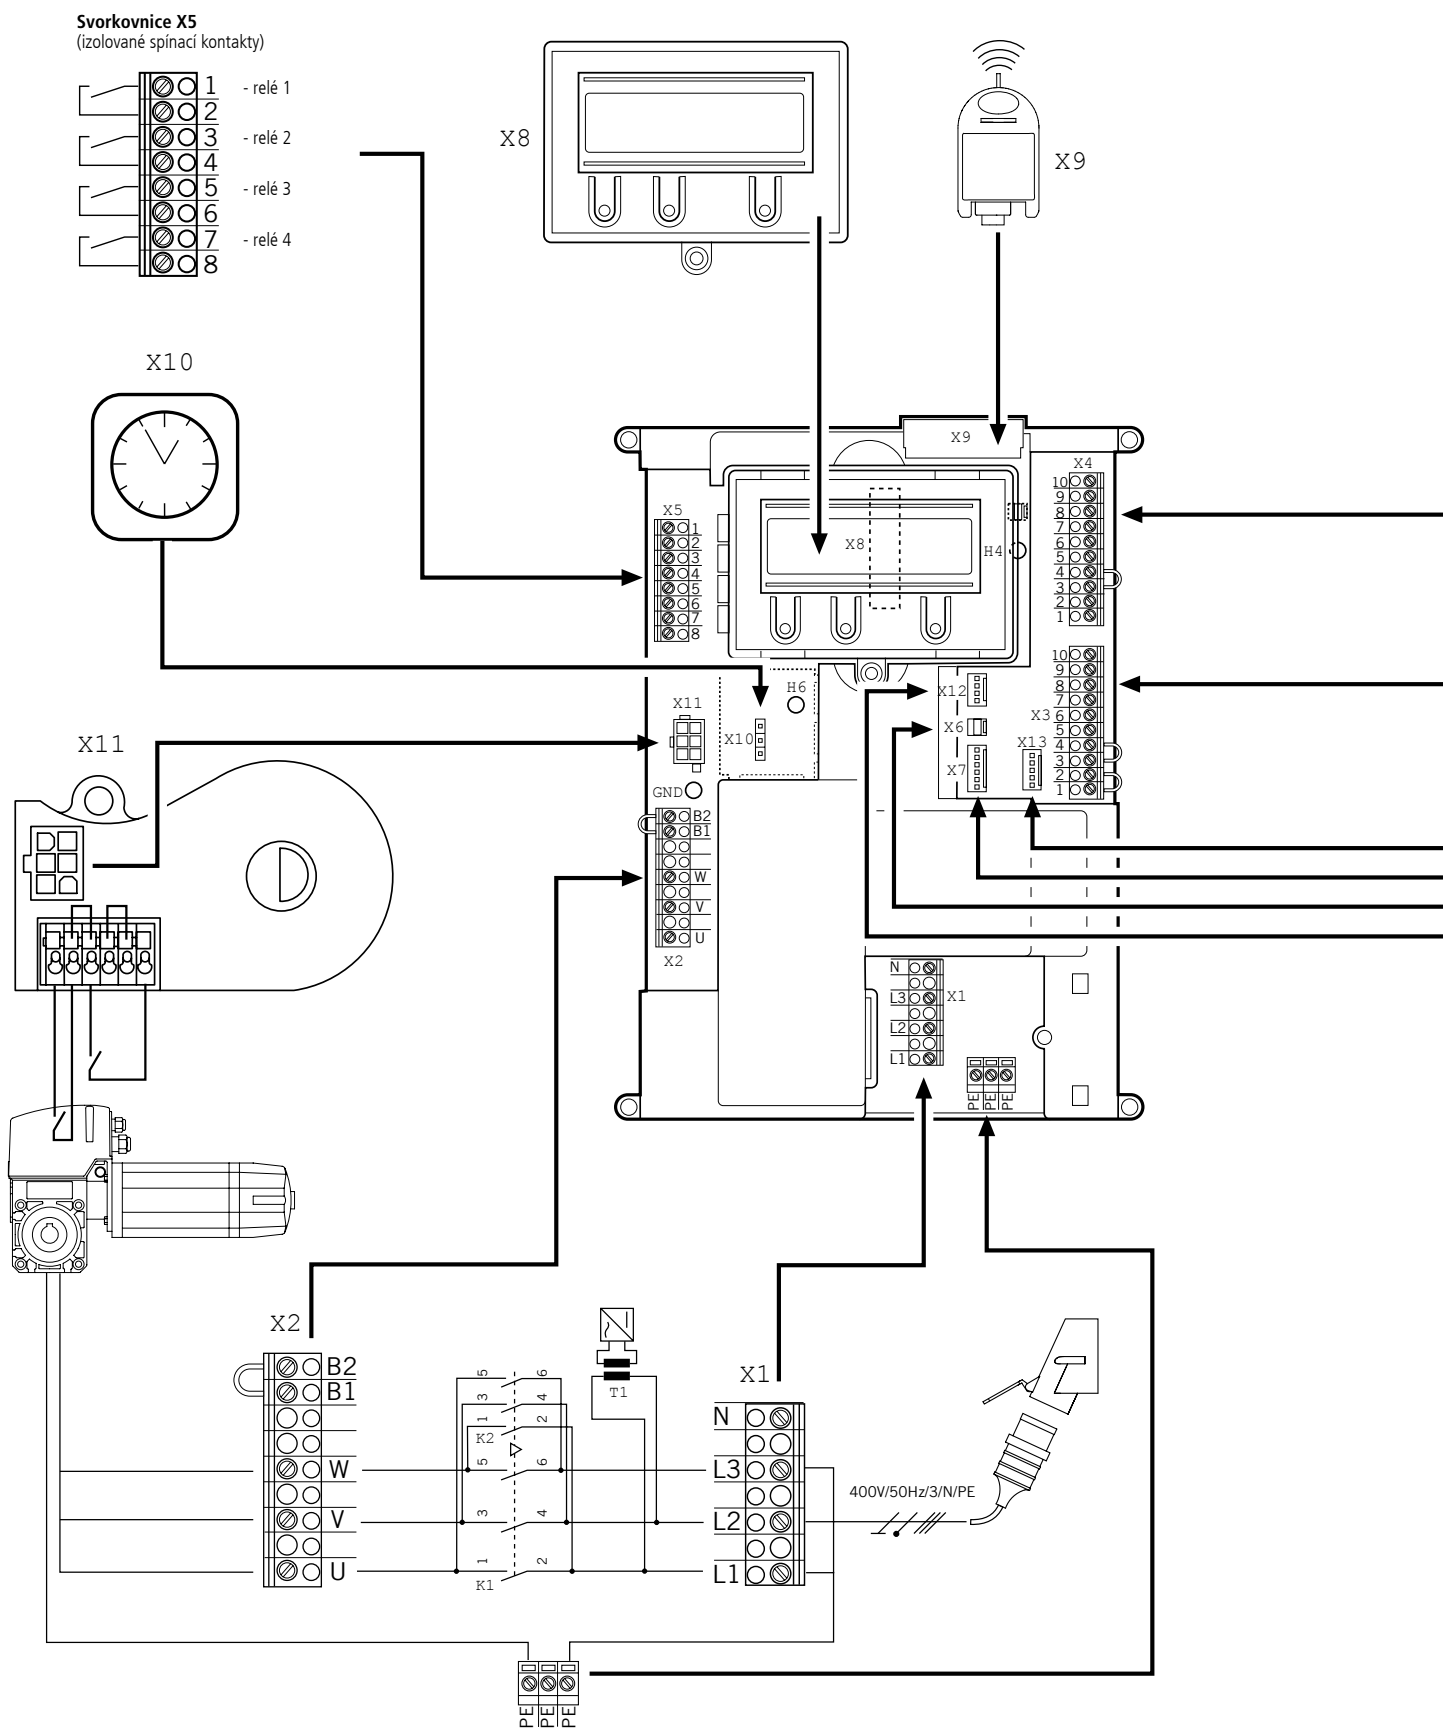 Svorkovnice X5
(izolované spínací kontakty)
1 - relé 1
2
3 - relé 2
4
5 - relé 3
6
7 - relé 4
8
X8
X9
X10
X9
X4
10
9
8
7
6
5
4
3
2
1
X5
1
2
3
4
5
6
7
8
X8
H4
10
9
8
7
X3 6
5
4
3
2
1
X12
X6
X13
X7
H6
X11
X10
GND
X11
B2
B1
W
V
U
X2
N
L3 X1
L2
L1
PE
PE
PE
X2
B2
B1
W
V
U
5 6
3 4
1 2
K2
5 6
3 4
1 2
K1
T1
X1
N
L3
L2
L1
400V/50Hz/3/N/PE
PE
PE
PE